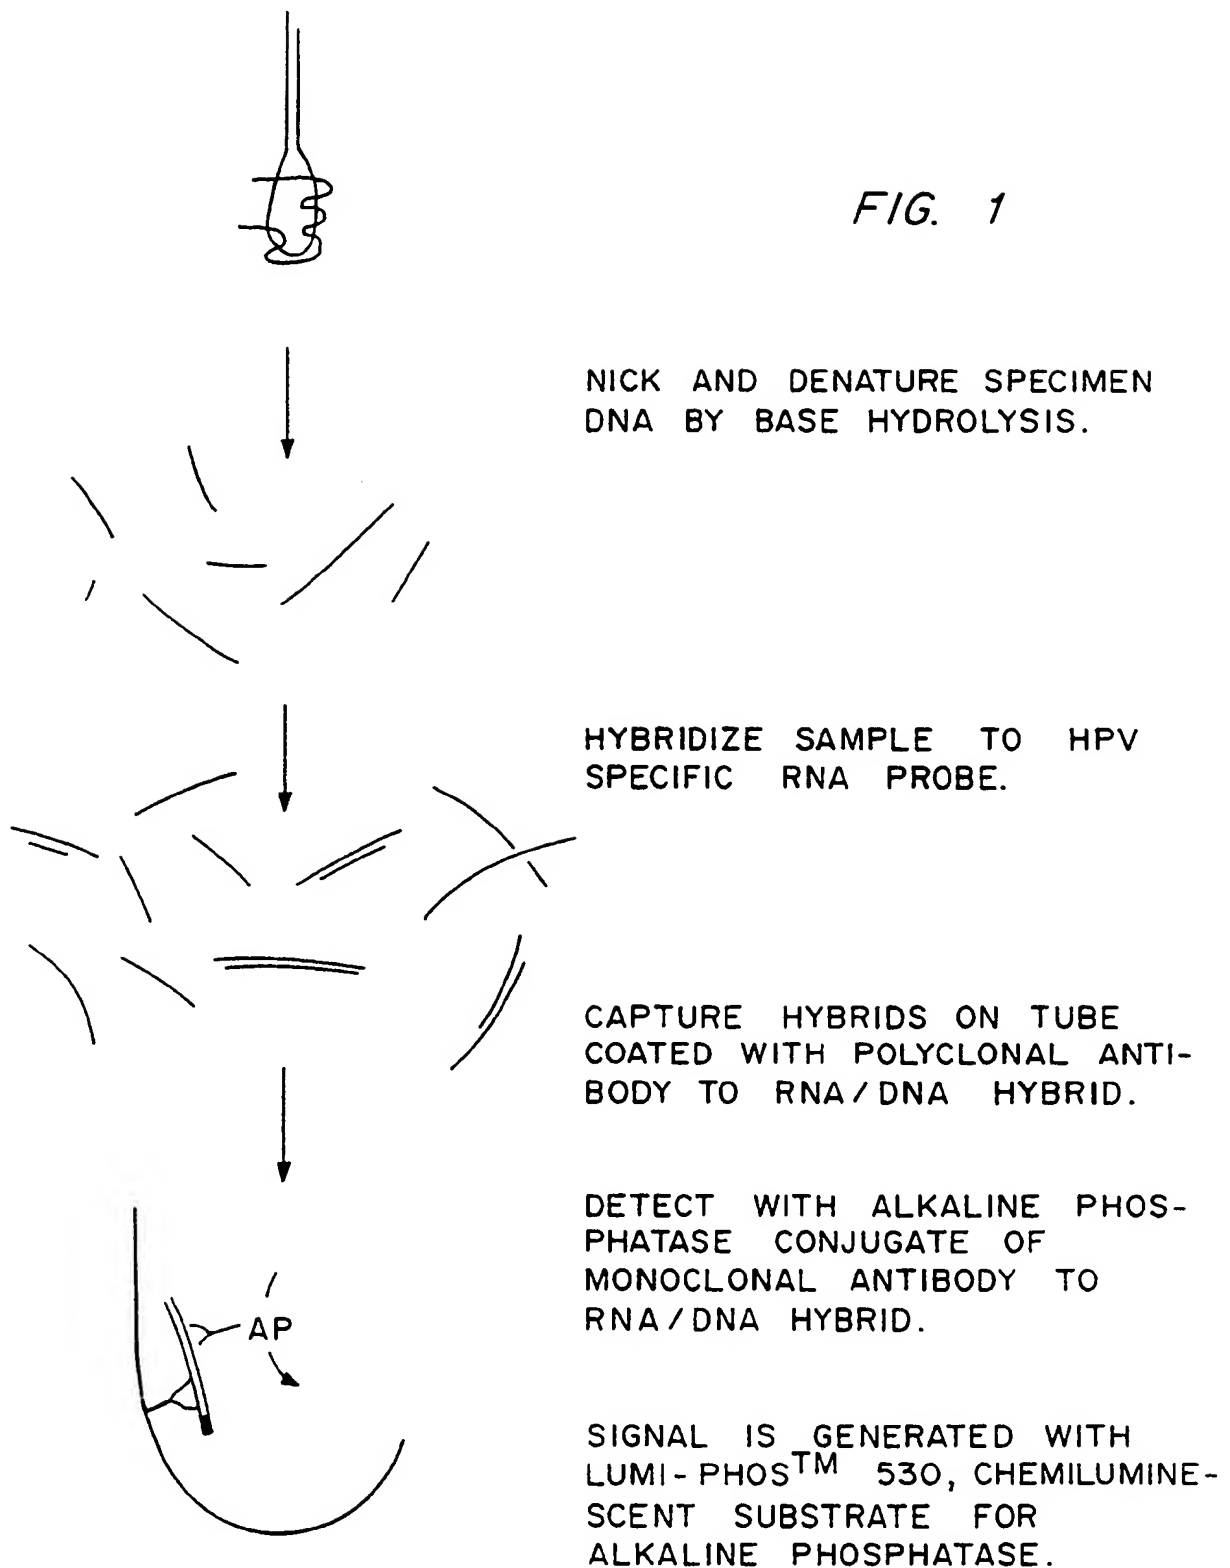 FIG. 1
NICK AND DENATURE SPECIMEN
DNA BY BASE HYDROLYSIS.
HYBRIDIZE SAMPLE TO HPV
SPECIFIC RNA PROBE.
CAPTURE HYBRIDS ON TUBE
COATED WITH POLYCLONAL ANTI-
BODY TO RNA/DNA HYBRID.
DETECT WITH ALKALINE PHOS-
PHATASE CONJUGATE OF
MONOCLONAL ANTIBODY TO
RNA/DNA HYBRID.
AP
SIGNAL IS GENERATED WITH
LUMI-PHOS™ 530, CHEMILUMINE-
SCENT SUBSTRATE FOR
ALKALINE PHOSPHATASE.